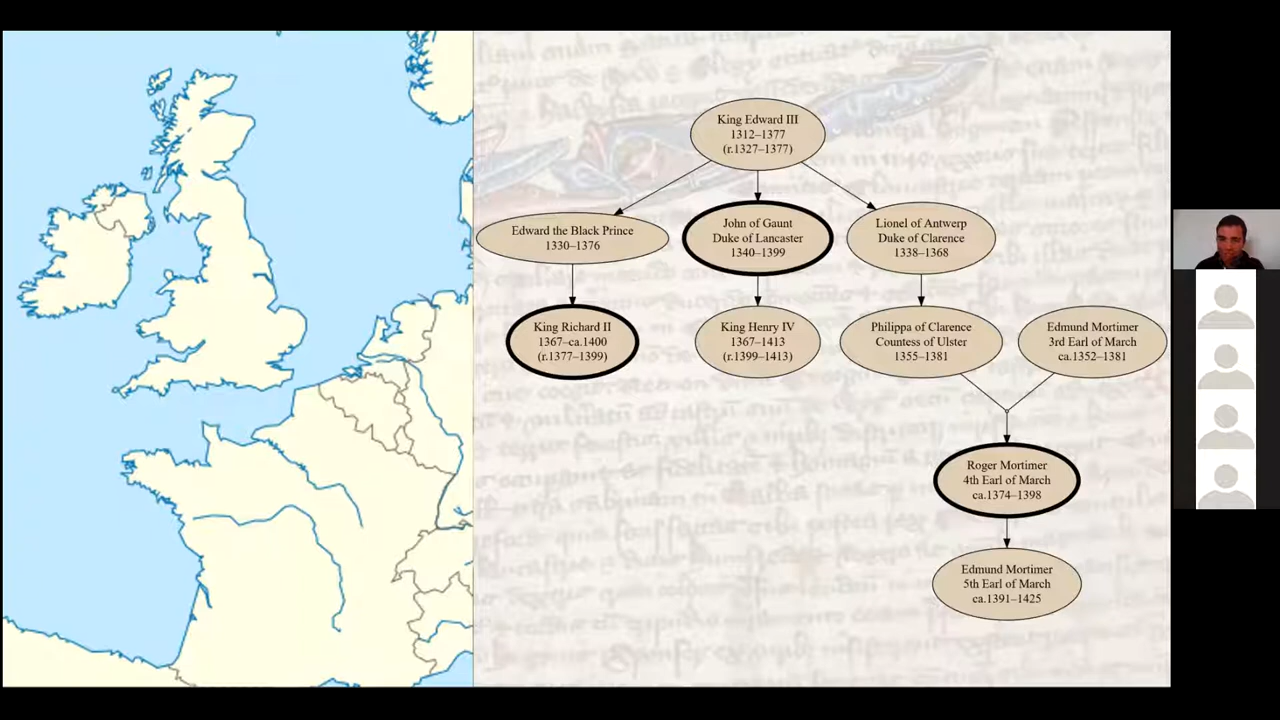 King Edward III
1312–1377
(r.1327–1377)
Edward the Black Prince
1330–1376
John of Gaunt
Duke of Lancaster
1340–1399
Lionel of Antwerp
Duke of Clarence
1338–1368
King Richard II
1367–ca.1400
(r.1377–1399)
King Henry IV
1367–1413
(r.1399–1413)
Philippa of Clarence
Countess of Ulster
1355–1381
Edmund Mortimer
3rd Earl of March
ca.1352–1381
Roger Mortimer
4th Earl of March
ca.1374–1398
Edmund Mortimer
5th Earl of March
ca.1391–1425